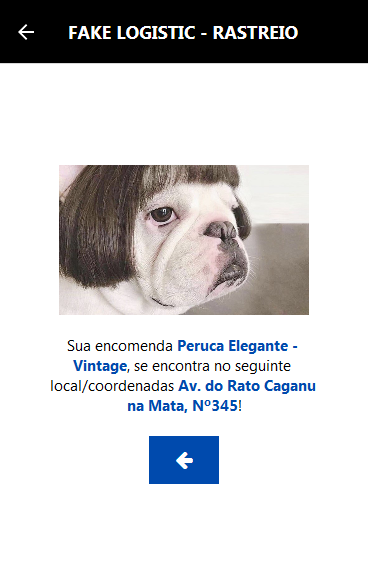 FAKE LOGISTIC - RASTREIO
Sua encomenda Peruca Elegante -
Vintage, se encontra no seguinte
local/coordenadas Av. do Rato Caganu
na Mata, Nº345!